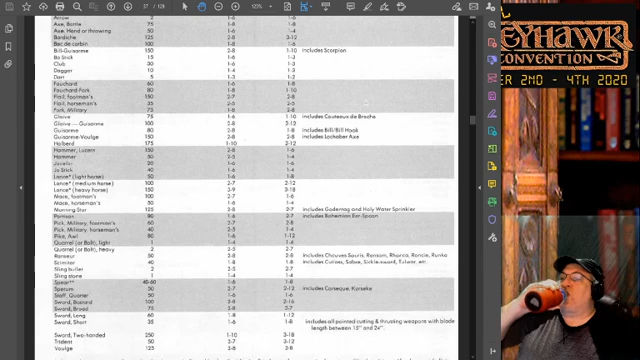 37 / 128
125%
Arrow 2 1-6 1-6
Axe, Battle 75 1-8 1-8
Axe, Hand or throwing 50 1-6 1-4
Bardiche 125 2-8 3-12
Bec de corbin 100 1-8 1-6
Bill-Guisarme 150 2-8 1-10 Includes Scorpion
Bo Stick 15 1-6 1-3
Club 30 1-6 1-3
Dagger 10 1-4 1-3
Dart 5 1-3 1-2
Fauchard 60 1-6 1-8
Fauchard-Fork 80 1-8 1-10
Flail, footman's 150 2-7 2-8
Flail, horseman's 35 2-5 2-5
Fork, Military 75 1-8
Glaive 75 1-6 1-10 includes Couteaux de Breche
Glaive — Guisarme 100 2-8
Guisarme 80 2-8 1-8 includes Bill/Bill Hook
Guisarme-Voulge 150 2-8 2-8 includes Lochaber Axe
Halberd 175 1-10 2-12
Hammer, Lucern 150 2-8 1-6
Hammer 50 2-5 1-4
Javelin 20 1-6 1-6
Jo Stick 40 1-6 1-4
Lance* (light horse) 50 1-6 1-8
Lance* (medium horse) 100 2-7 2-12
Lance* (heavy horse) 150 3-9 3-18
Mace, footman's 100 2-7 1-6
Mace, horseman's 50 1-6 1-4
Morning Star 125 2-8 2-7 includes Godentag and Holy Water Sprinkler
Partisan 80 1-6 2-7 includes Bohemian Ear-Spoon
Pick, Military, footman's 60 2-7 2-8
Pick, Military, horseman's 40 2-5 1-4
Pike, Awl 80 1-6 1-12
Quarrel (or Bolt), light 1 1-4 1-4
Quarrel (or Bolt), heavy 2 2-5 2-7
Ranseur 50 2-8 2-8 includes Chauves Souris, Ransom, Rhonca, Roncie, Runka
Scimitar 40 1-8 1-8 includes Cutlass, Sabre, Sickle-sword, Tulwar, etc.
Sling bullet 2 2-5 2-7
Sling stone 1 1-4 1-4
Spear** 40-60 1-6 1-8
Spetum 50 2-7 2-12 includes Corseque, Korseke
Staff, Quarter 50 1-6 1-6
Sword, Bastard 100 2-8 2-16
Sword, Broad 75 2-8 2-7
Sword, Long 60 1-8 1-12
Sword, Short 35 1-6 1-8 includes all pointed cutting & thrusting weapons with blade
length between 15" and 24".
Sword, Two-handed 250 1-10 3-18
Trident 50 2-7 3-12
Voulge 125 2-8 2-8
CONVENTION
2ND - 4TH 2020